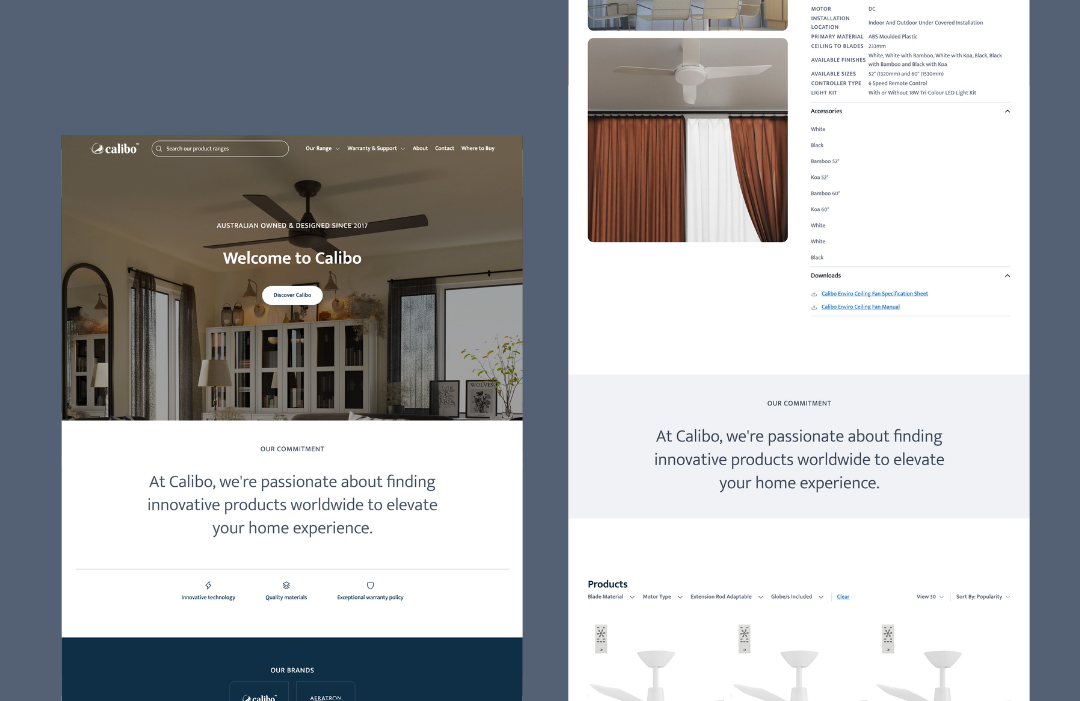 calibo
Search our product ranges
Our Range
Warranty & Support
About
Contact
Where to Buy
AUSTRALIAN OWNED & DESIGNED SINCE 2017
Welcome to Calibo
Discover Calibo
OUR COMMITMENT
At Calibo, we're passionate about finding
innovative products worldwide to elevate
your home experience.
Innovative technology
Quality materials
Exceptional warranty policy
OUR BRANDS
calibo
AERATRON
MOTOR DC
INSTALLATION LOCATION Indoor And Outdoor Under Covered Installation
PRIMARY MATERIAL ABS Moulded Plastic
CEILING TO BLADES 233mm
AVAILABLE FINISHES White, White with Bamboo, White with Koa, Black, Black
with Bamboo and Black with Koa
AVAILABLE SIZES 52" (1320mm) and 60" (1530mm)
CONTROLLER TYPE 6 Speed Remote Control
LIGHT KIT With or Without 18W Tri-Colour LED Light Kit
Accessories
White
Black
Bamboo 52"
Koa 52"
Bamboo 60"
Koa 60"
White
White
Black
Downloads
Calibo Enviro Ceiling Fan Specification Sheet
Calibo Enviro Ceiling Fan Manual
OUR COMMITMENT
At Calibo, we're passionate about finding
innovative products worldwide to elevate
your home experience.
Products
Blade Material
Motor Type
Extension Rod Adaptable
Globe/s Included
Clear
View 30
Sort By: Popularity